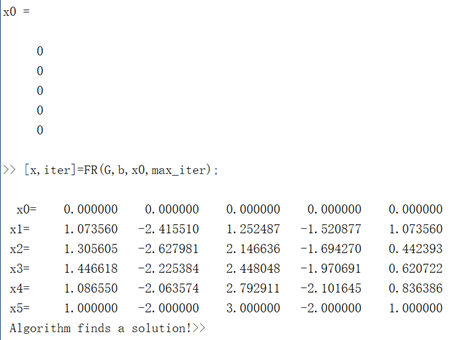 x0 =
0
0
0
0
0
>> [x,iter]=FR(G,b,x0,max_iter);
x0= 0.000000 0.000000 0.000000 0.000000 0.000000
x1= 1.073560 -2.415510 1.252487 -1.520877 1.073560
x2= 1.305605 -2.627981 2.146636 -1.694270 0.442393
x3= 1.446618 -2.225384 2.448048 -1.970691 0.620722
x4= 1.086550 -2.063574 2.792911 -2.101645 0.836386
x5= 1.000000 -2.000000 3.000000 -2.000000 1.000000
Algorithm finds a solution!>>